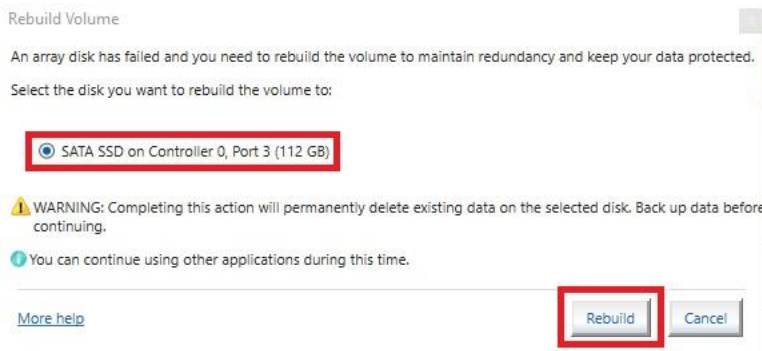 Rebuild Volume
An array disk has failed and you need to rebuild the volume to maintain redundancy and keep your data protected.
Select the disk you want to rebuild the volume to:
SATA SSD on Controller 0, Port 3 (112 GB)
WARNING: Completing this action will permanently delete existing data on the selected disk. Back up data before
continuing.
You can continue using other applications during this time.
More help
Rebuild
Cancel